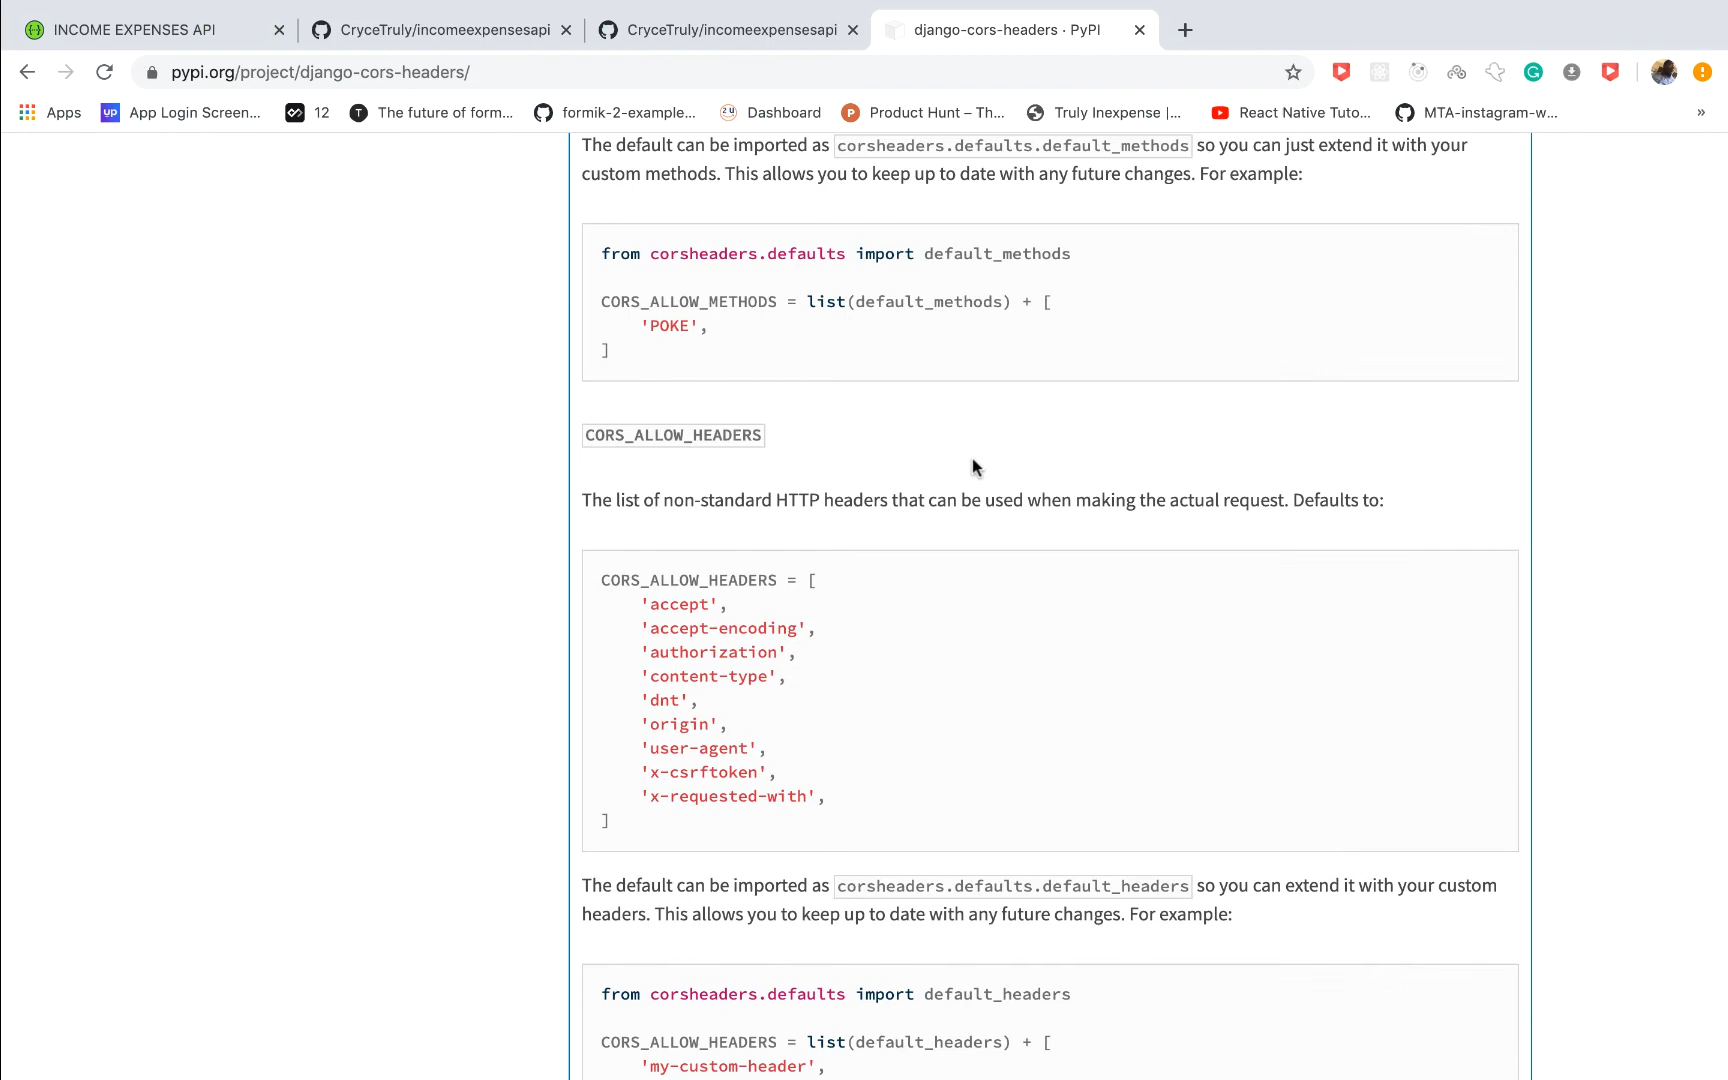 INCOME EXPENSES API
CryceTruly/incomeexpensesapi
CryceTruly/incomeexpensesapi
django-cors-headers · PyPI
pypi.org/project/django-cors-headers/
Apps
up App Login Screen...
12
T The future of form...
formik-2-example...
2.U Dashboard
P Product Hunt – Th...
Truly Inexpense |...
React Native Tuto...
MTA-instagram-w...
»
The default can be imported as corsheaders.defaults.default_methods so you can just extend it with your
custom methods. This allows you to keep up to date with any future changes. For example:
from corsheaders.defaults import default_methods
CORS_ALLOW_METHODS = list(default_methods) + [
'POKE',
]
CORS_ALLOW_HEADERS
The list of non-standard HTTP headers that can be used when making the actual request. Defaults to:
CORS_ALLOW_HEADERS = [
'accept',
'accept-encoding',
'authorization',
'content-type',
'dnt',
'origin',
'user-agent',
'x-csrftoken',
'x-requested-with',
]
The default can be imported as corsheaders.defaults.default_headers so you can extend it with your custom
headers. This allows you to keep up to date with any future changes. For example:
from corsheaders.defaults import default_headers
CORS_ALLOW_HEADERS = list(default_headers) + [
'my-custom-header',